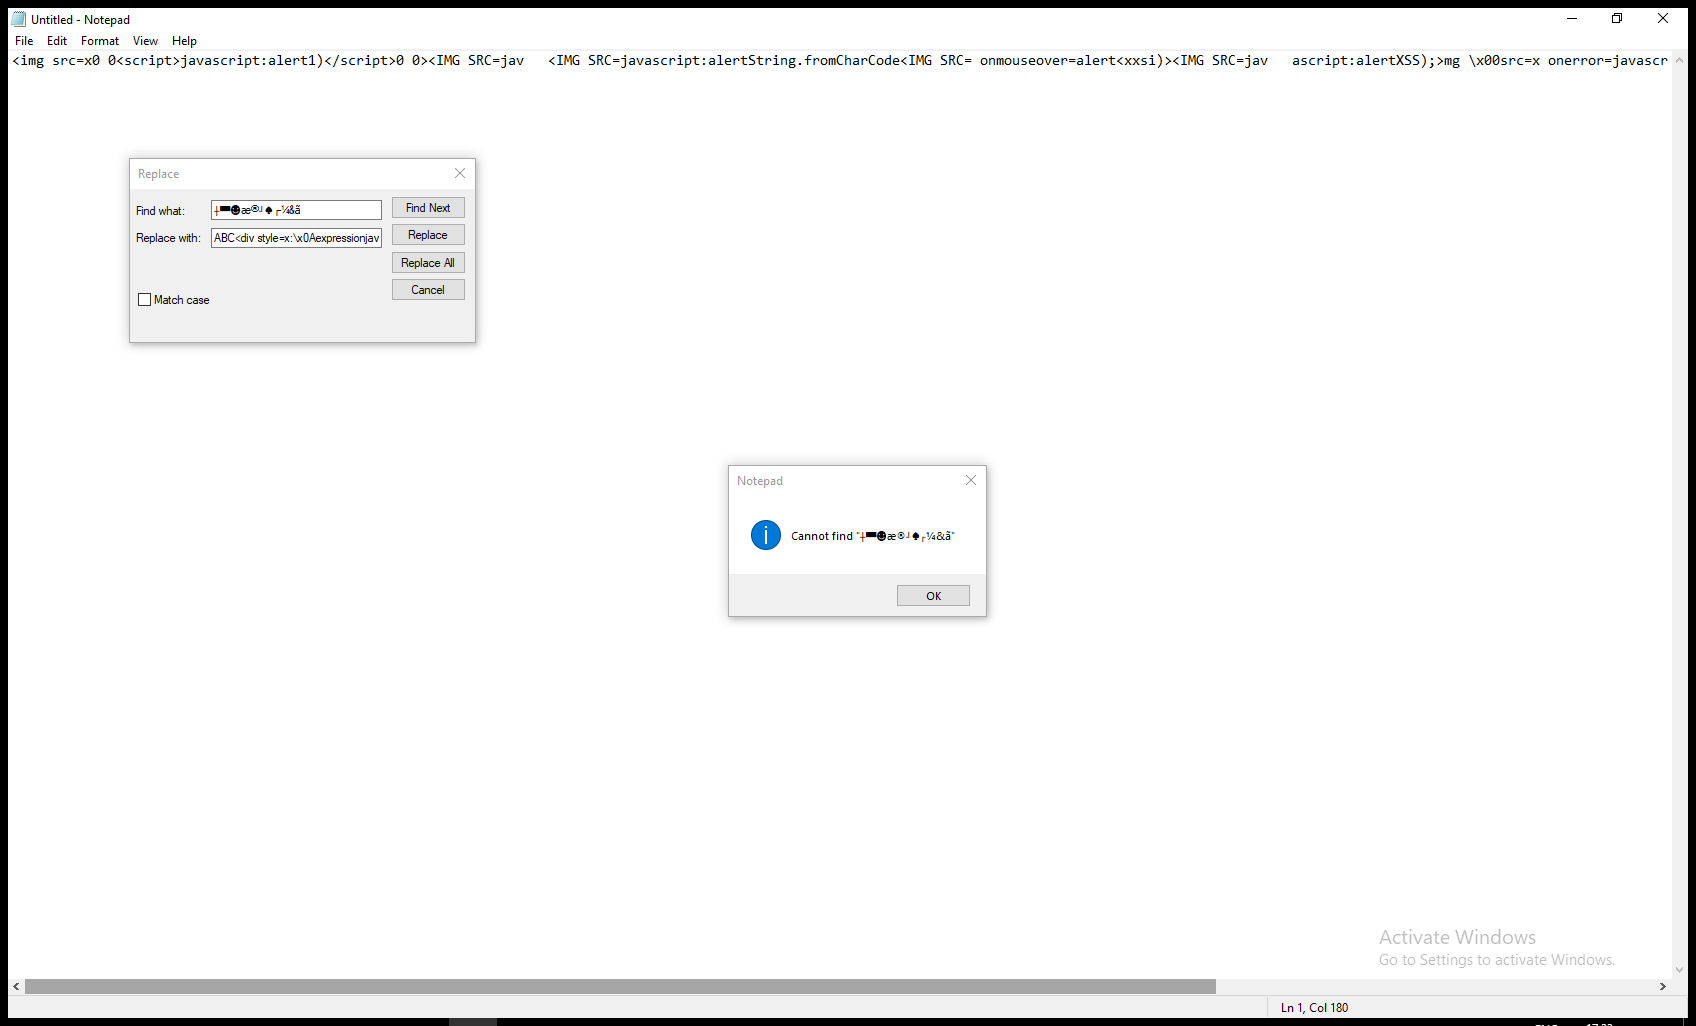 Untitled - Notepad
File Edit Format View Help
<img src=x0 0<script>javascript:alert1)</script>0 0><IMG SRC=jav   <IMG SRC=javascript:alertString.fromCharCode<IMG SRC= onmouseover=alert<xxsi)><IMG SRC=jav   ascript:alertXSS);>mg \x00src=x onerror=javascr
Replace
Find what: ┼▀☻æ®┘♠┌¼&ã
Find Next
Replace with: ABC<div style=x:\x0Aexpressionjav
Replace
Replace All
Cancel
Match case
Notepad
Cannot find "┼▀☻æ®┘♠┌¼&ã"
OK
Activate Windows
Go to Settings to activate Windows.
Ln 1, Col 180